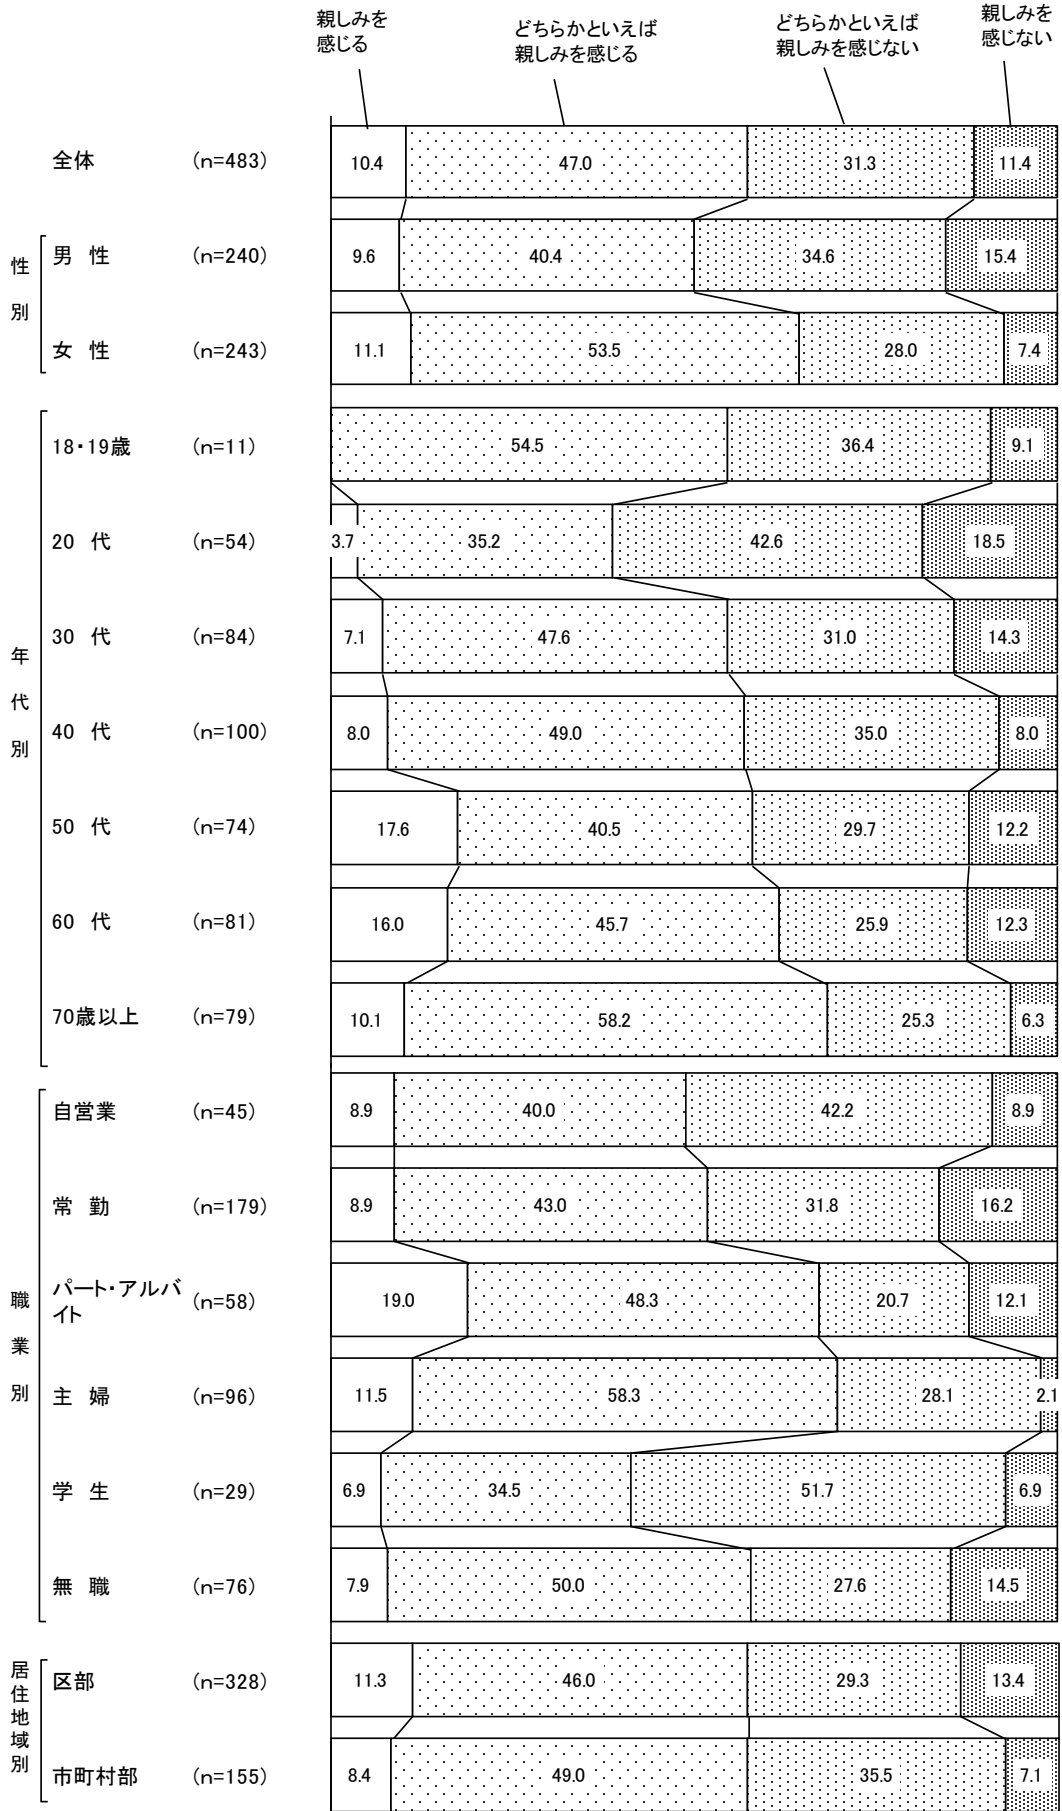 親しみを
感じる
どちらかといえば
親しみを感じる
どちらかといえば
親しみを感じない
親しみを
感じない
全体 (n=483) 10.4 47.0 31.3 11.4
性別
男 性 (n=240) 9.6 40.4 34.6 15.4
女 性 (n=243) 11.1 53.5 28.0 7.4
年代別
18・19歳 (n=11) 54.5 36.4 9.1
20 代 (n=54) 3.7 35.2 42.6 18.5
30 代 (n=84) 7.1 47.6 31.0 14.3
40 代 (n=100) 8.0 49.0 35.0 8.0
50 代 (n=74) 17.6 40.5 29.7 12.2
60 代 (n=81) 16.0 45.7 25.9 12.3
70歳以上 (n=79) 10.1 58.2 25.3 6.3
職業別
自営業 (n=45) 8.9 40.0 42.2 8.9
常 勤 (n=179) 8.9 43.0 31.8 16.2
パート・アルバ
イト (n=58) 19.0 48.3 20.7 12.1
主 婦 (n=96) 11.5 58.3 28.1 2.1
学 生 (n=29) 6.9 34.5 51.7 6.9
無 職 (n=76) 7.9 50.0 27.6 14.5
居住地域別
区部 (n=328) 11.3 46.0 29.3 13.4
市町村部 (n=155) 8.4 49.0 35.5 7.1